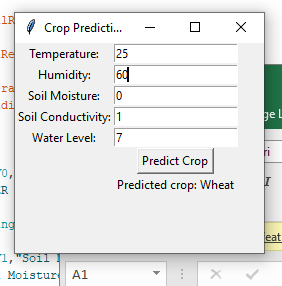 Crop Predicti...
Temperature: 25
Humidity: 60
Soil Moisture: 0
Soil Conductivity: 1
Water Level: 7
Predict Crop
Predicted crop: Wheat
A1